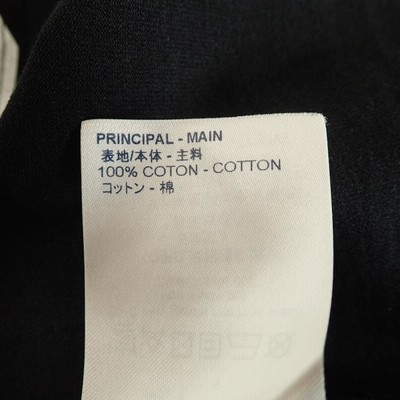 PRINCIPAL - MAIN
表地/本体 - 主料
100% COTON - COTTON
コットン - 棉